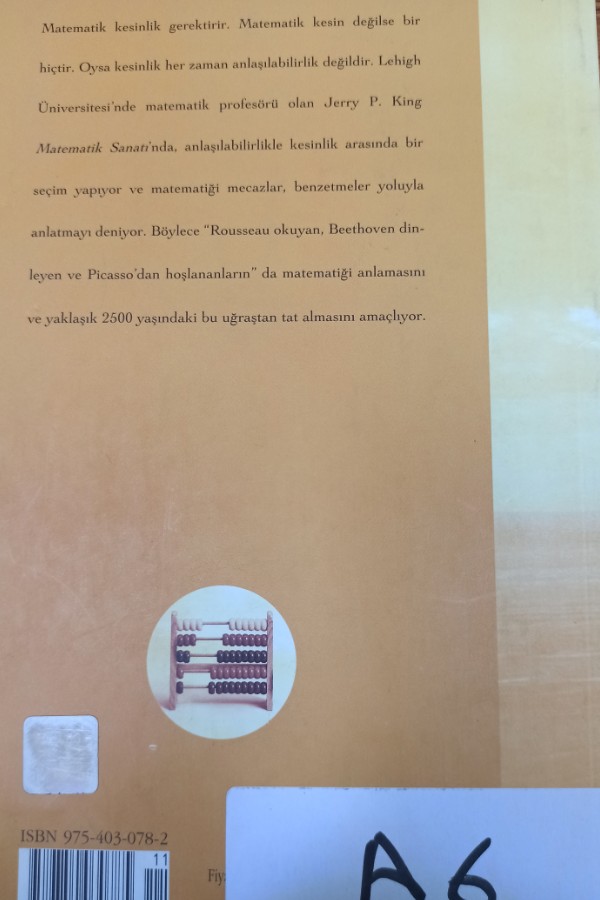 Matematik kesinlik gerektirir. Matematik kesin değilse bir
hiçtir. Oysa kesinlik her zaman anlaşılabilirlik değildir. Lehigh
Üniversitesi'nde matematik profesörü olan Jerry P. King
Matematik Sanatı'nda, anlaşılabilirlikle kesinlik arasında bir
seçim yapıyor ve matematiği mecazlar, benzetmeler yoluyla
anlatmayı deniyor. Böylece “Rousseau okuyan, Beethoven din-
leyen ve Picasso'dan hoşlananların” da matematiği anlamasını
ve yaklaşık 2500 yaşındaki bu uğraştan tat almasını amaçlıyor.
ISBN 975-403-078-2
11
A6